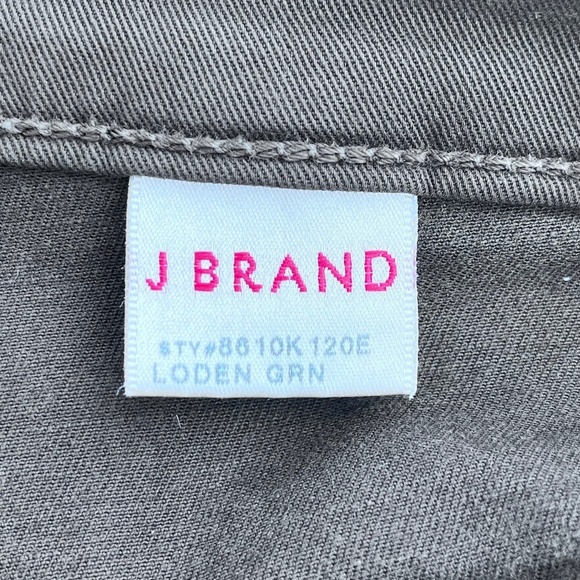 J BRAND
STY#8610K120E
LODEN GRN